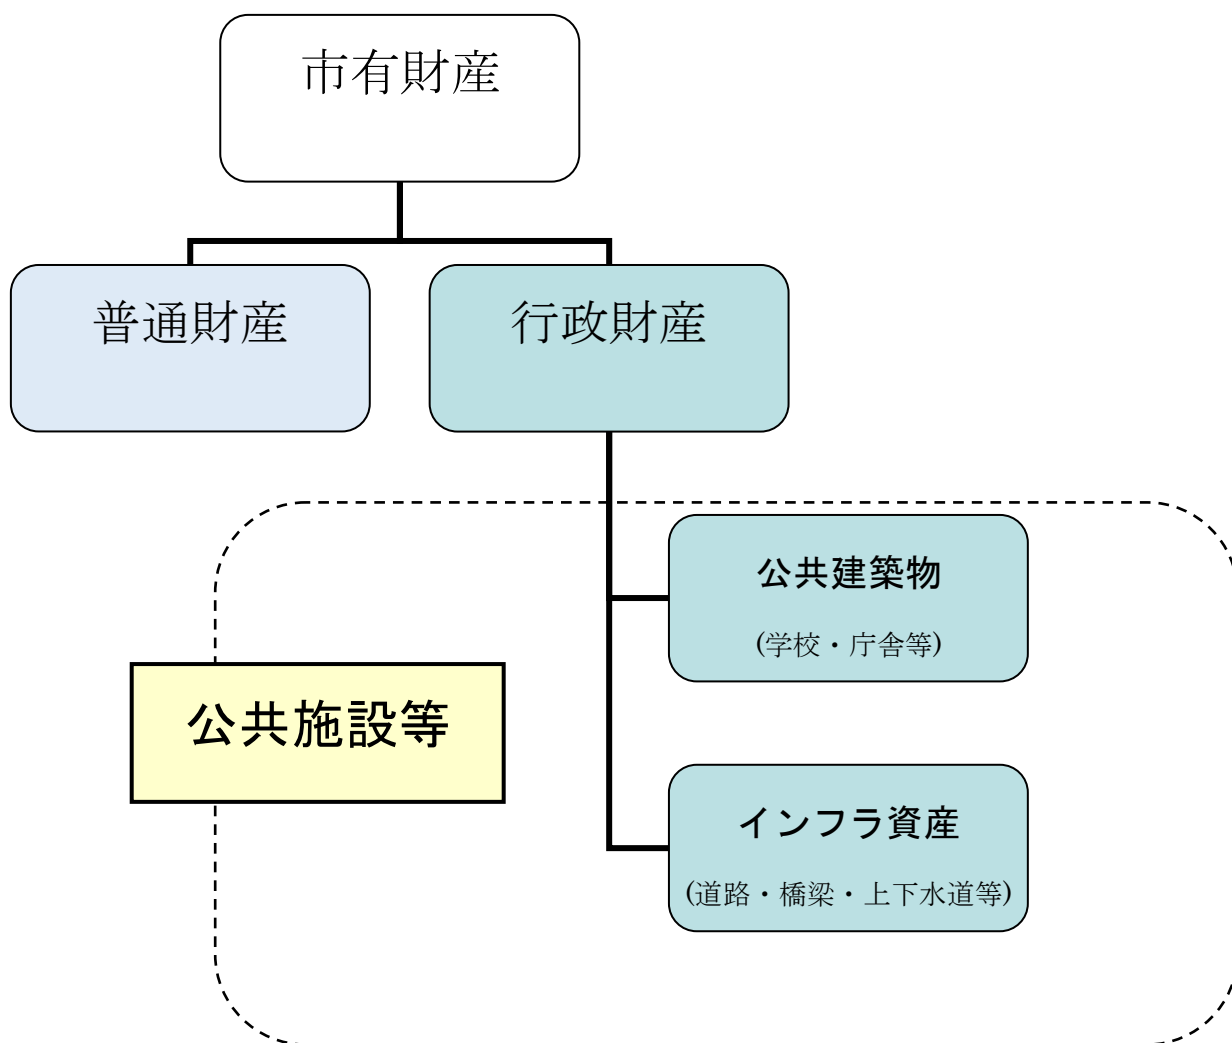 市有財産
普通財産
行政財産
公共建築物
(学校・庁舎等)
公共施設等
インフラ資産
(道路・橋梁・上下水道等)